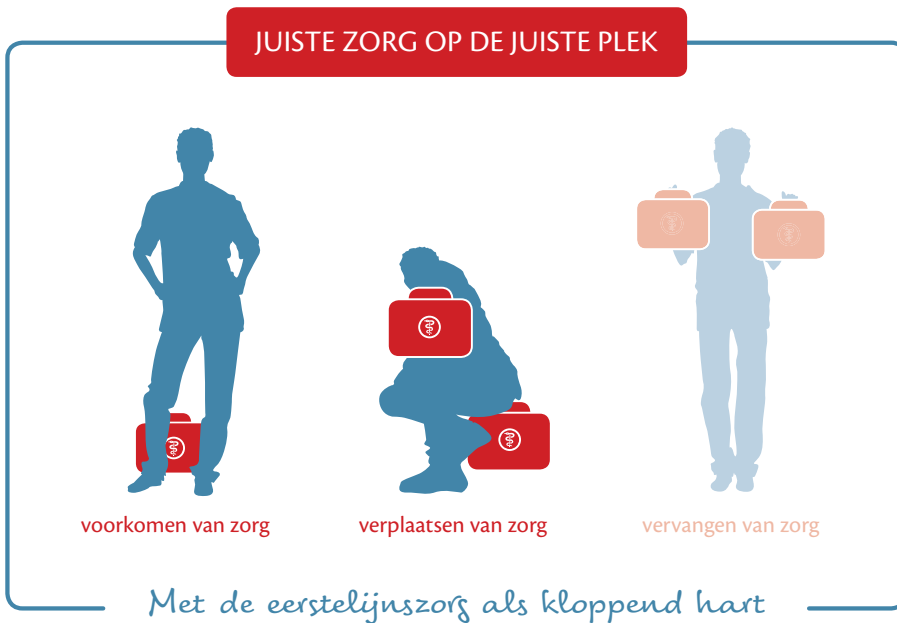 JUISTE ZORG OP DE JUISTE PLEK
voorkomen van zorg
verplaatsen van zorg
vervangen van zorg
Met de eerstelijnszorg als kloppend hart